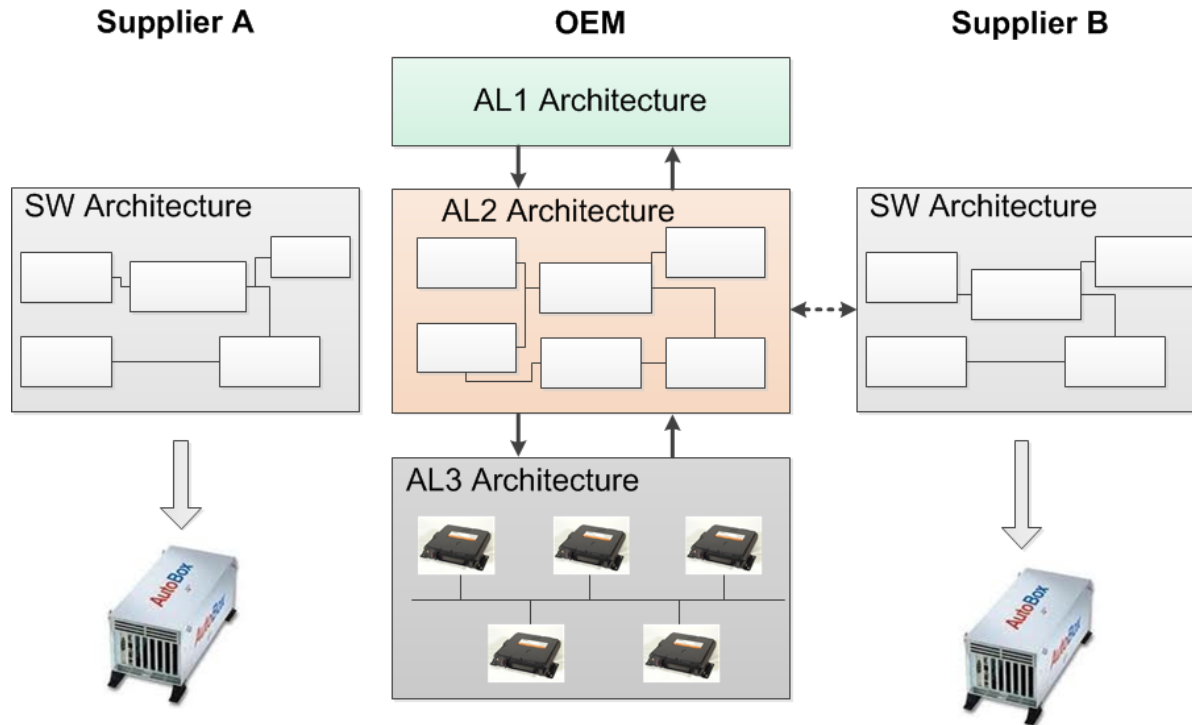 Supplier A
OEM
Supplier B
AL1 Architecture
SW Architecture
AL2 Architecture
SW Architecture
AL3 Architecture
AutoBox
AutoBox
AutoBox
AutoBox